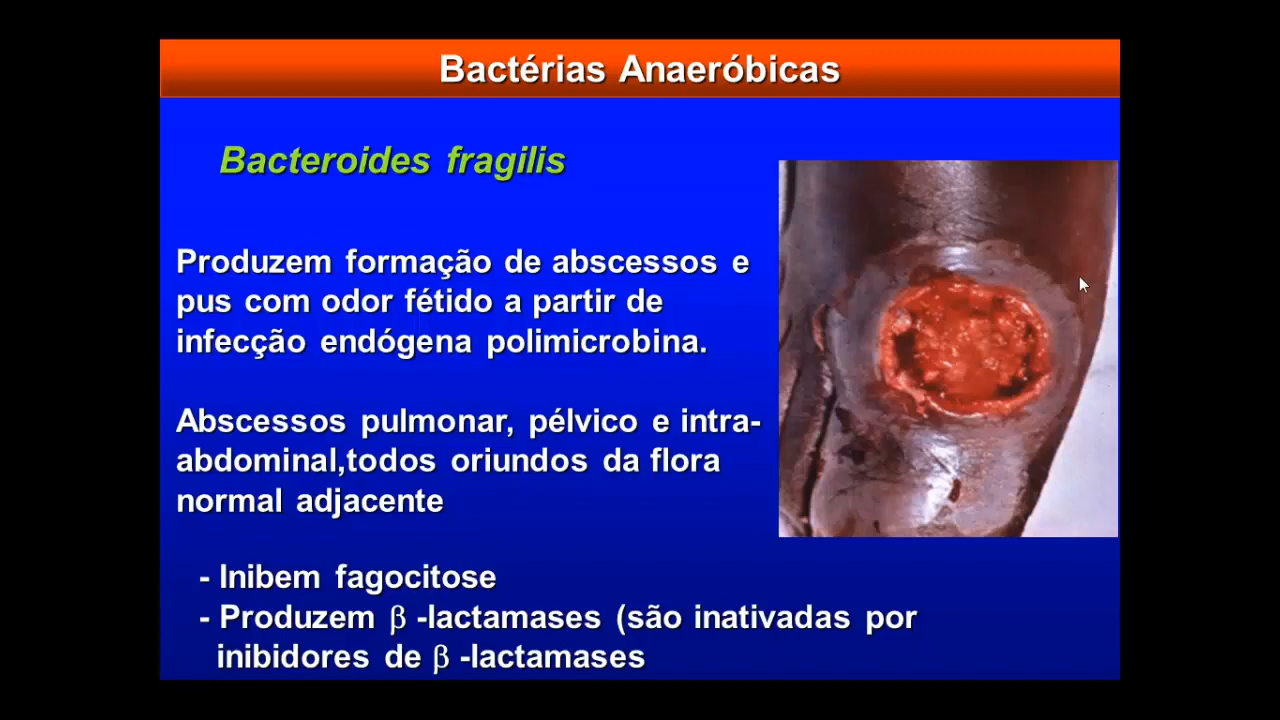 Bactérias Anaeróbicas
Bacteroides fragilis
Produzem formação de abscessos e
pus com odor fétido a partir de
infecção endógena polimicrobina.
Abscessos pulmonar, pélvico e intra-
abdominal,todos oriundos da flora
normal adjacente
- Inibem fagocitose
- Produzem β -lactamases (são inativadas por
inibidores de β -lactamases